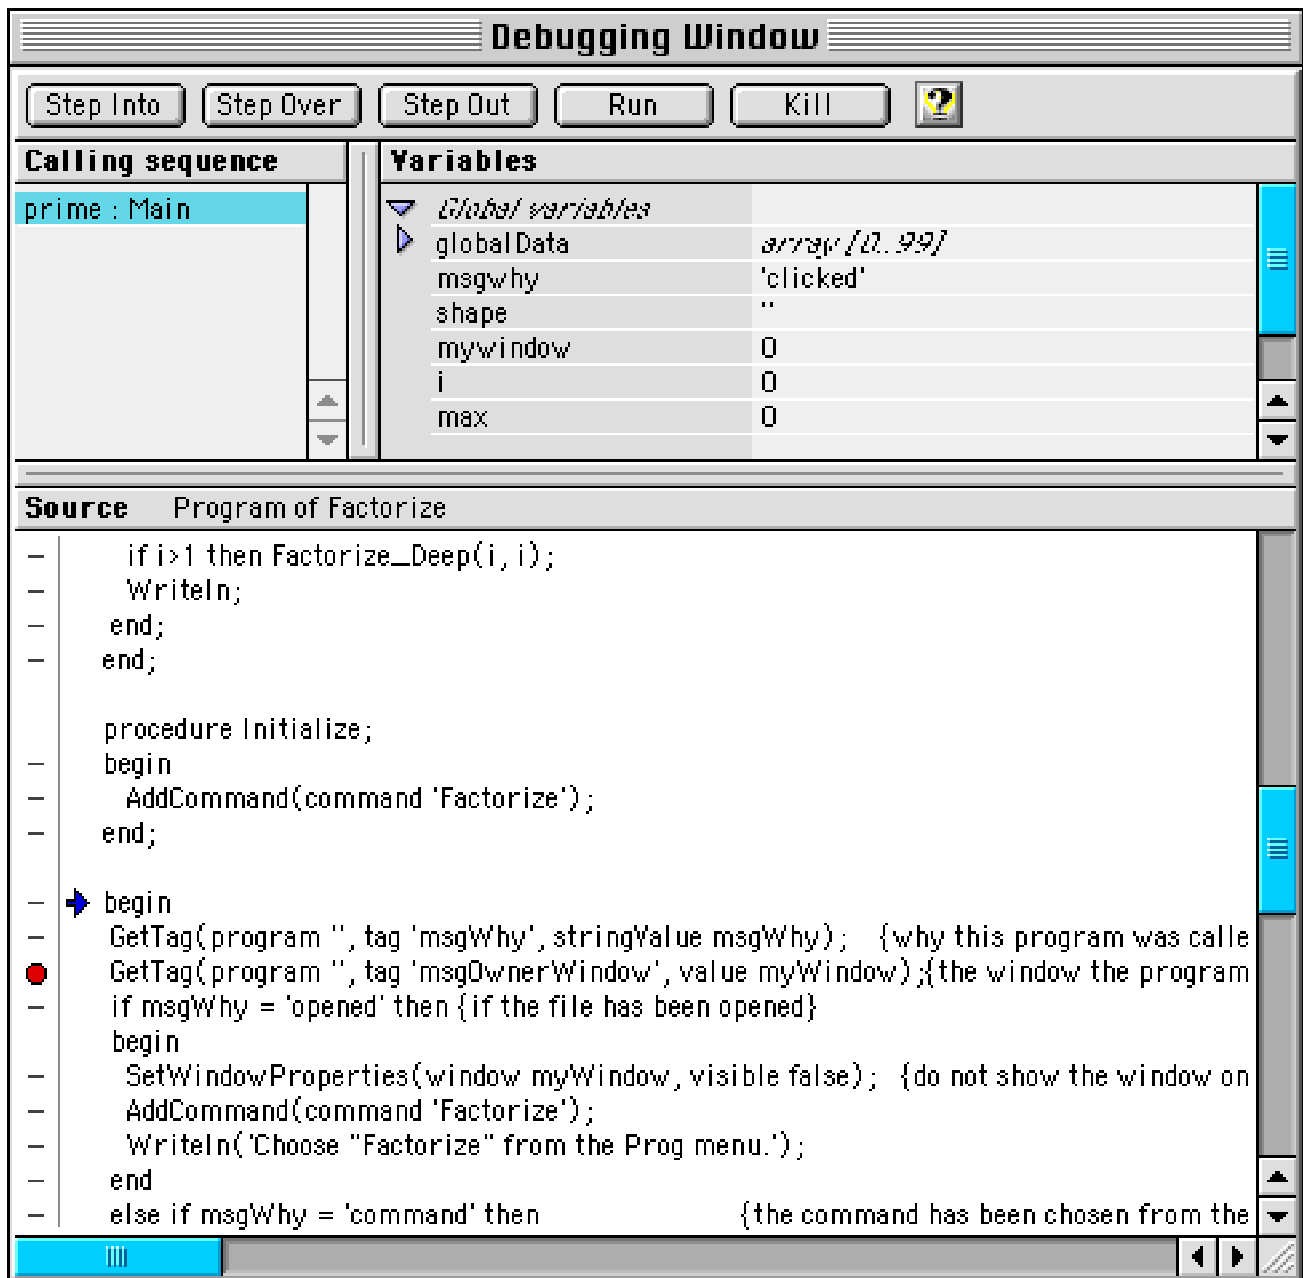 Debugging Window
Step Into Step Over Step Out Run Kill ?
Calling sequence
prime : Main
Variables
Global variables
globalData array [0..99]
msgwhy 'clicked'
shape ''
mywindow 0
i 0
max 0
Source Program of Factorize
if i>1 then Factorize_Deep(i, i);
Writeln;
end;
end;
procedure Initialize;
begin
AddCommand(command 'Factorize');
end;
begin
GetTag(program '', tag 'msgWhy', stringValue msgWhy); {why this program was calle
GetTag(program '', tag 'msgOwnerWindow', value myWindow);{the window the program
if msgWhy = 'opened' then {if the file has been opened}
begin
SetWindowProperties(window myWindow, visible false); {do not show the window on
AddCommand(command 'Factorize');
Writeln('Choose "Factorize" from the Prog menu.');
end
else if msgWhy = 'command' then {the command has been chosen from the